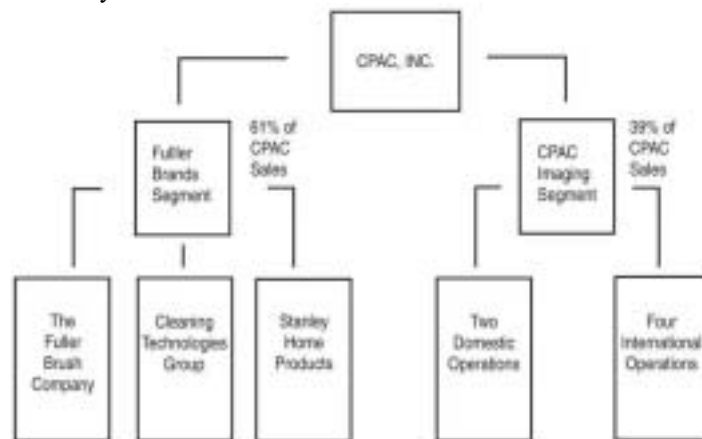 CPAC, INC.
Fuller
Brands
Segment
61% of
CPAC
Sales
CPAC
Imaging
Segment
39% of
CPAC
Sales
The
Fuller
Brush
Company
Cleaning
Technologies
Group
Stanley
Home
Products
Two
Domestic
Operations
Four
International
Operations